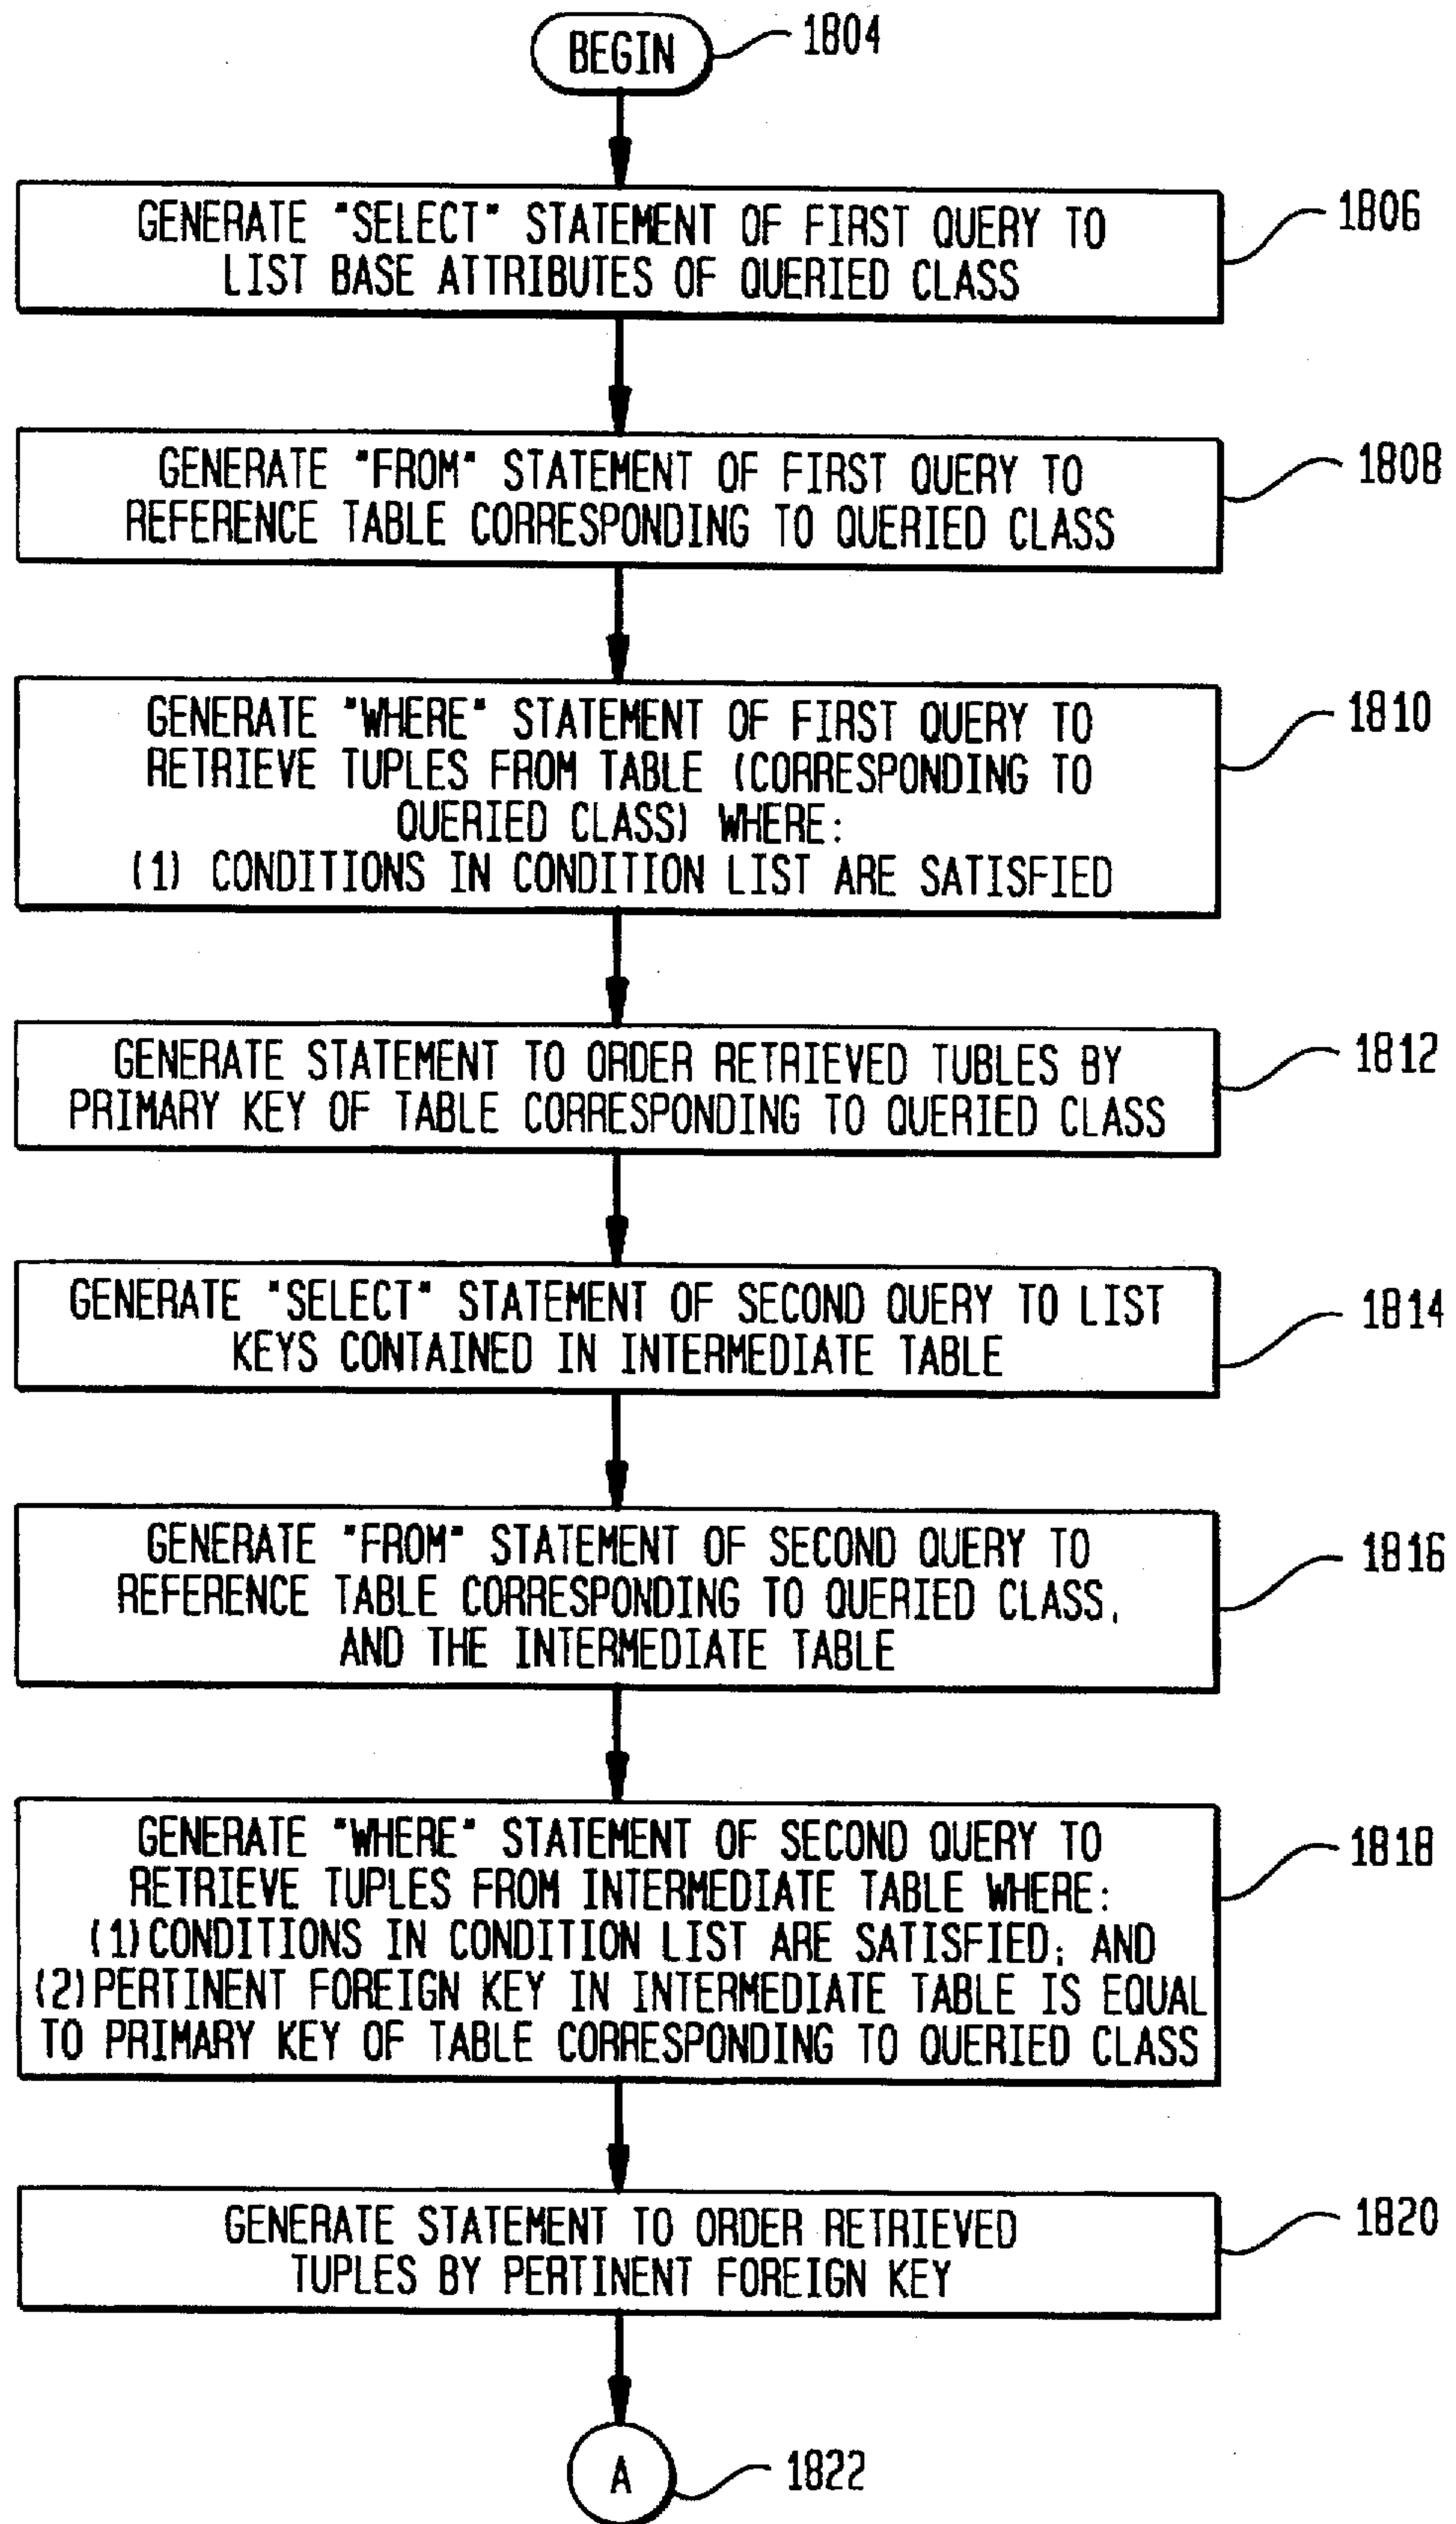 BEGIN
1804
GENERATE "SELECT" STATEMENT OF FIRST QUERY TO
LIST BASE ATTRIBUTES OF QUERIED CLASS
1806
GENERATE "FROM" STATEMENT OF FIRST QUERY TO
REFERENCE TABLE CORRESPONDING TO QUERIED CLASS
1808
GENERATE "WHERE" STATEMENT OF FIRST QUERY TO
RETRIEVE TUPLES FROM TABLE (CORRESPONDING TO
QUERIED CLASS) WHERE:
(1) CONDITIONS IN CONDITION LIST ARE SATISFIED
1810
GENERATE STATEMENT TO ORDER RETRIEVED TUBLES BY
PRIMARY KEY OF TABLE CORRESPONDING TO QUERIED CLASS
1812
GENERATE "SELECT" STATEMENT OF SECOND QUERY TO LIST
KEYS CONTAINED IN INTERMEDIATE TABLE
1814
GENERATE "FROM" STATEMENT OF SECOND QUERY TO
REFERENCE TABLE CORRESPONDING TO QUERIED CLASS,
AND THE INTERMEDIATE TABLE
1816
GENERATE "WHERE" STATEMENT OF SECOND QUERY TO
RETRIEVE TUPLES FROM INTERMEDIATE TABLE WHERE:
(1) CONDITIONS IN CONDITION LIST ARE SATISFIED; AND
(2) PERTINENT FOREIGN KEY IN INTERMEDIATE TABLE IS EQUAL
TO PRIMARY KEY OF TABLE CORRESPONDING TO QUERIED CLASS
1818
GENERATE STATEMENT TO ORDER RETRIEVED
TUPLES BY PERTINENT FOREIGN KEY
1820
A
1822